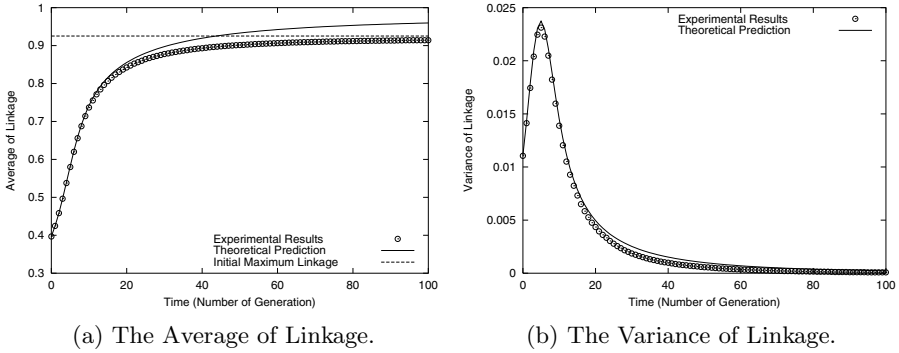 1
0.9
0.8
0.7
0.6
0.5
0.4
0.3
0 20 40 60 80 100
Average of Linkage
Time (Number of Generation)
Experimental Results
Theoretical Prediction
Initial Maximum Linkage
(a) The Average of Linkage.
0.025
0.02
0.015
0.01
0.005
0
0 20 40 60 80 100
Variance of Linkage
Time (Number of Generation)
Experimental Results
Theoretical Prediction
(b) The Variance of Linkage.